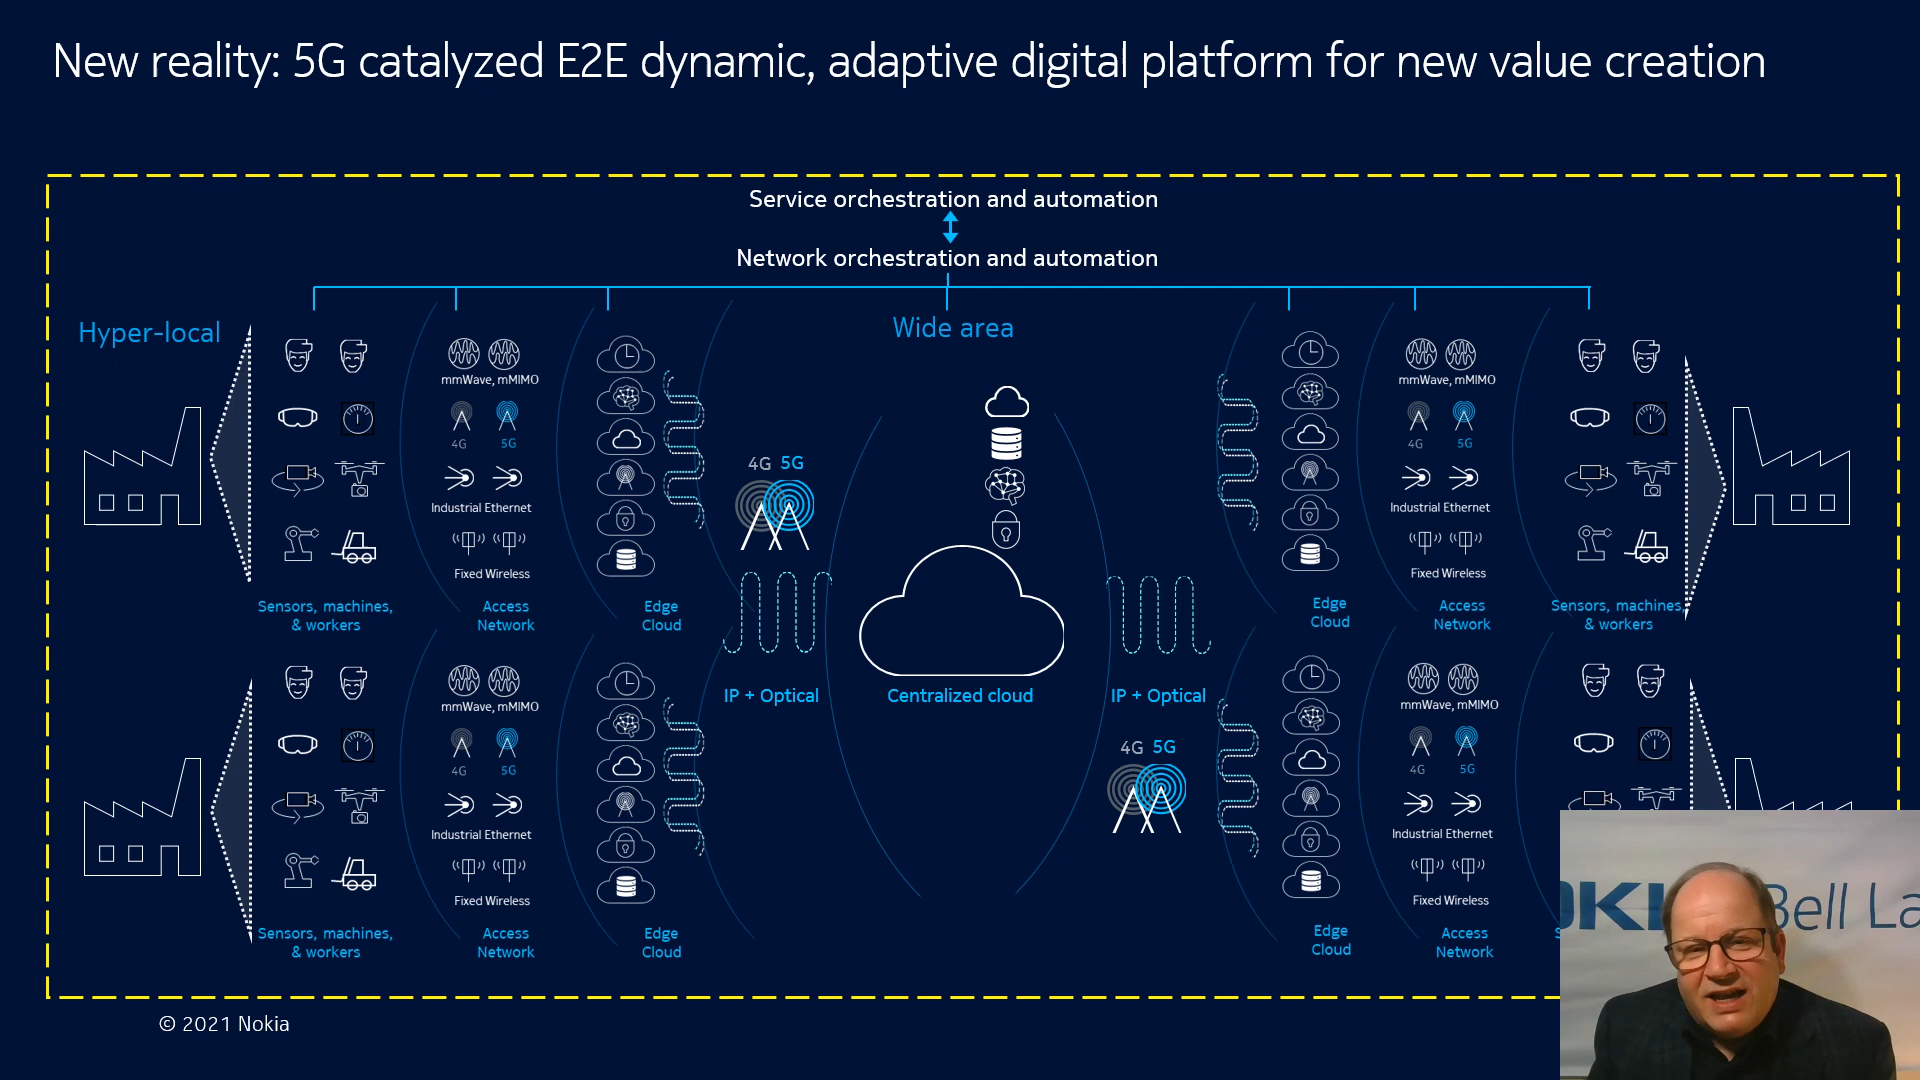 New reality: 5G catalyzed E2E dynamic, adaptive digital platform for new value creation
Service orchestration and automation
Network orchestration and automation
Hyper-local
Wide area
mmWave, mMIMO
4G 5G
Industrial Ethernet
Fixed Wireless
Sensors, machines,
& workers
Access
Network
Edge
Cloud
4G 5G
IP + Optical
Centralized cloud
IP + Optical
4G 5G
mmWave, mMIMO
4G 5G
Industrial Ethernet
Fixed Wireless
Edge
Cloud
Access
Network
Sensors, machines,
& workers
mmWave, mMIMO
4G 5G
Industrial Ethernet
Fixed Wireless
Sensors, machines,
& workers
Access
Network
Edge
Cloud
mmWave, mMIMO
4G 5G
Industrial Ethernet
Fixed Wireless
Edge
Cloud
Access
Network
Bell La
© 2021 Nokia